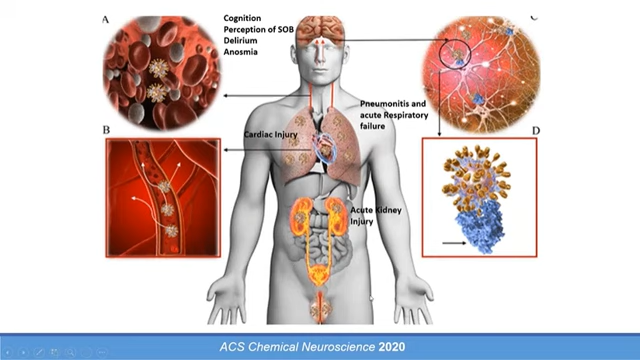 A
Cognition
Perception of SOB
Delirium
Anosmia
C
Pneumonitis and
acute Respiratory
failure
B
Cardiac Injury
D
Acute Kidney
Injury
ACS Chemical Neuroscience 2020